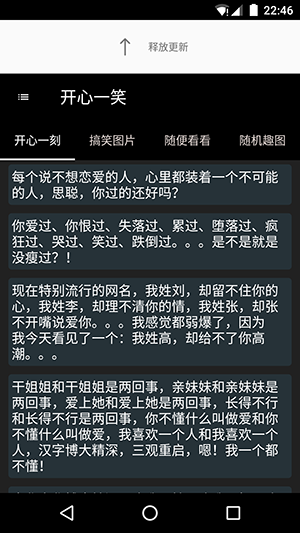 22:46
释放更新
开心一笑
开心一刻 搞笑图片 随便看看 随机趣图
每个说不想恋爱的人，心里都装着一个不可能
的人，思聪，你过的还好吗？
你爱过、你恨过、失落过、累过、堕落过、疯
狂过、哭过、笑过、跌倒过。。。是不是就是
没瘦过？！
现在特别流行的网名，我姓刘，却留不住你的
心，我姓李，却理不清你的情，我姓张，却张
不开嘴说爱你。。。我感觉都弱爆了，因为
我今天看见了一个：我姓高，却给不了你高
潮。。。
干姐姐和干姐姐是两回事，亲妹妹和亲妹妹是
两回事，爱上她和爱上她是两回事，长得不行
和长得不行是两回事，你不懂什么叫做爱和你
不懂什么叫做爱，我喜欢一个人和我喜欢一个
人，汉字博大精深，三观重启，嗯！我一个都
不懂！